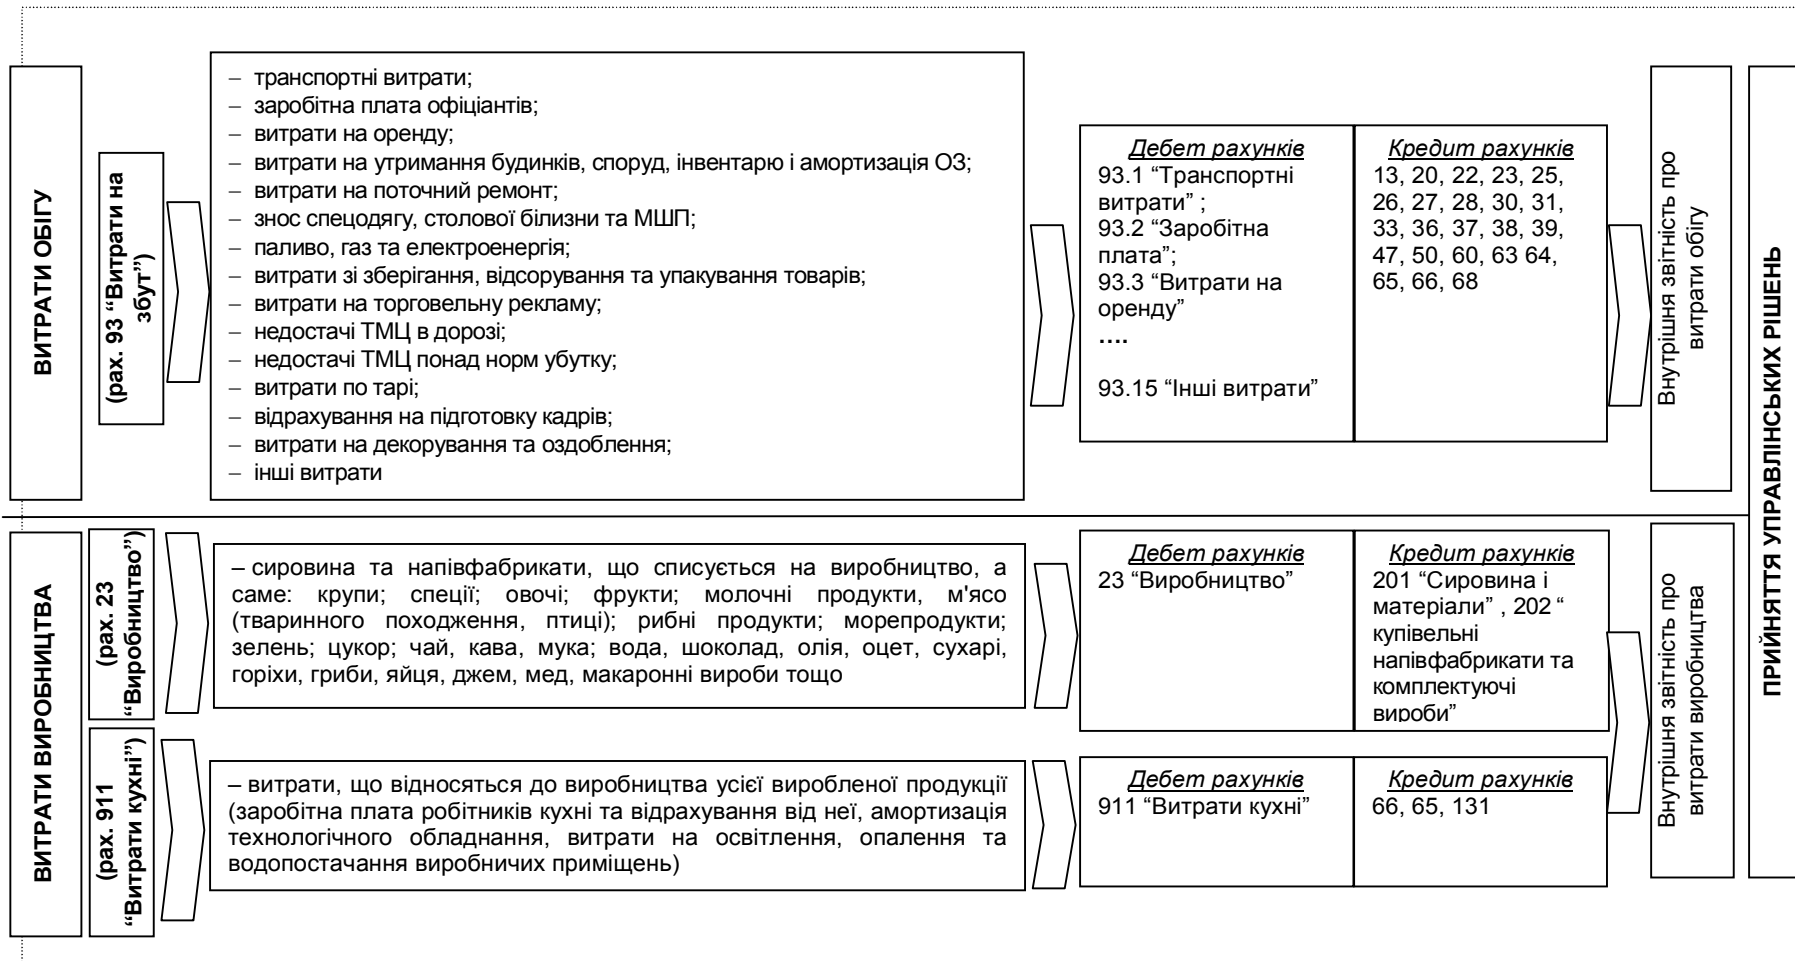 ВИТРАТИ ОБІГУ
(рах. 93 “Витрати на
збут”)
– транспортні витрати;
– заробітна плата офіціантів;
– витрати на оренду;
– витрати на утримання будинків, споруд, інвентарю і амортизація ОЗ;
– витрати на поточний ремонт;
– знос спецодягу, столової білизни та МШП;
– паливо, газ та електроенергія;
– витрати зі зберігання, відсорування та упакування товарів;
– витрати на торговельну рекламу;
– недостачі ТМЦ в дорозі;
– недостачі ТМЦ понад норм убутку;
– витрати по тарі;
– відрахування на підготовку кадрів;
– витрати на декорування та оздоблення;
– інші витрати
Дебет рахунків
93.1 “Транспортні
витрати” ;
93.2 “Заробітна
плата”;
93.3 “Витрати на
оренду”
....
93.15 “Інші витрати”
Кредит рахунків
13, 20, 22, 23, 25,
26, 27, 28, 30, 31,
33, 36, 37, 38, 39,
47, 50, 60, 63 64,
65, 66, 68
Внутрішня звітність про
витрати обігу
ПРИЙНЯТТЯ УПРАВЛІНСЬКИХ РІШЕНЬ
ВИТРАТИ ВИРОБНИЦТВА
(рах. 23
“Виробництво”)
– сировина та напівфабрикати, що списується на виробництво, а
саме: крупи; спеції; овочі; фрукти; молочні продукти, м'ясо
(тваринного походження, птиці); рибні продукти; морепродукти;
зелень; цукор; чай, кава, мука; вода, шоколад, олія, оцет, сухарі,
горіхи, гриби, яйця, джем, мед, макаронні вироби тощо
Дебет рахунків
23 “Виробництво”
Кредит рахунків
201 “Сировина і
матеріали” , 202 “
купівельні
напівфабрикати та
комплектуючі
вироби”
(рах. 911
“Витрати кухні”)
– витрати, що відносяться до виробництва усієї виробленої продукції
(заробітна плата робітників кухні та відрахування від неї, амортизація
технологічного обладнання, витрати на освітлення, опалення та
водопостачання виробничих приміщень)
Дебет рахунків
911 “Витрати кухні”
Кредит рахунків
66, 65, 131
Внутрішня звітність про
витрати виробництва